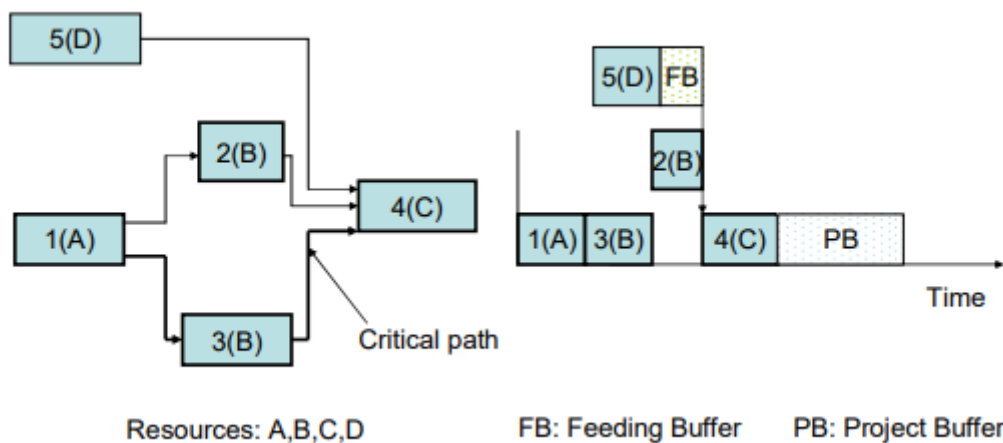 5(D)
2(B)
1(A)
4(C)
3(B)
Critical path
Resources: A,B,C,D
5(D) FB
2(B)
1(A) 3(B) 4(C) PB
Time
FB: Feeding Buffer PB: Project Buffer